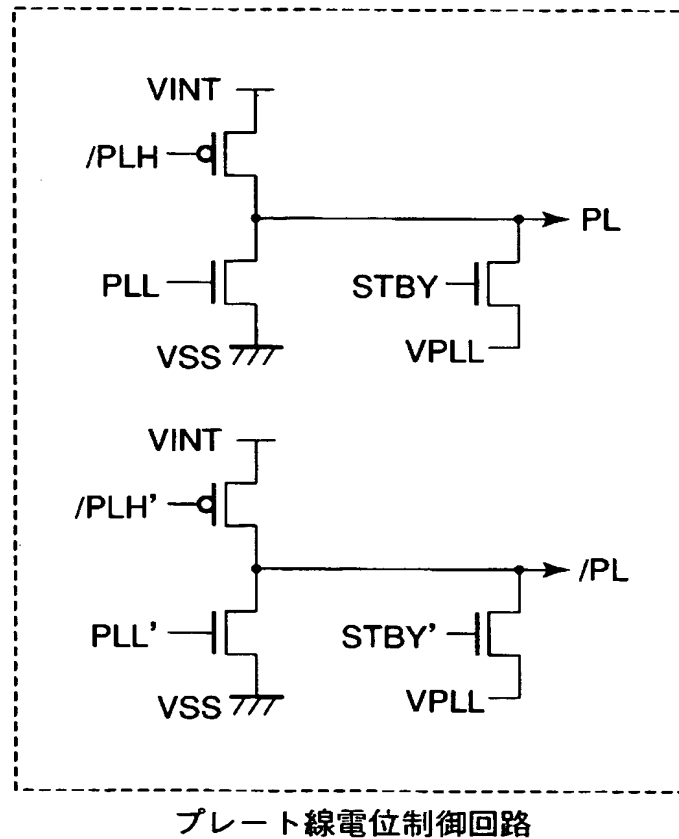 VINT
/PLH
PL
PLL
STBY
VSS
VPLL
VINT
/PLH'
/PL
PLL'
STBY'
VSS
VPLL
プレート線電位制御回路